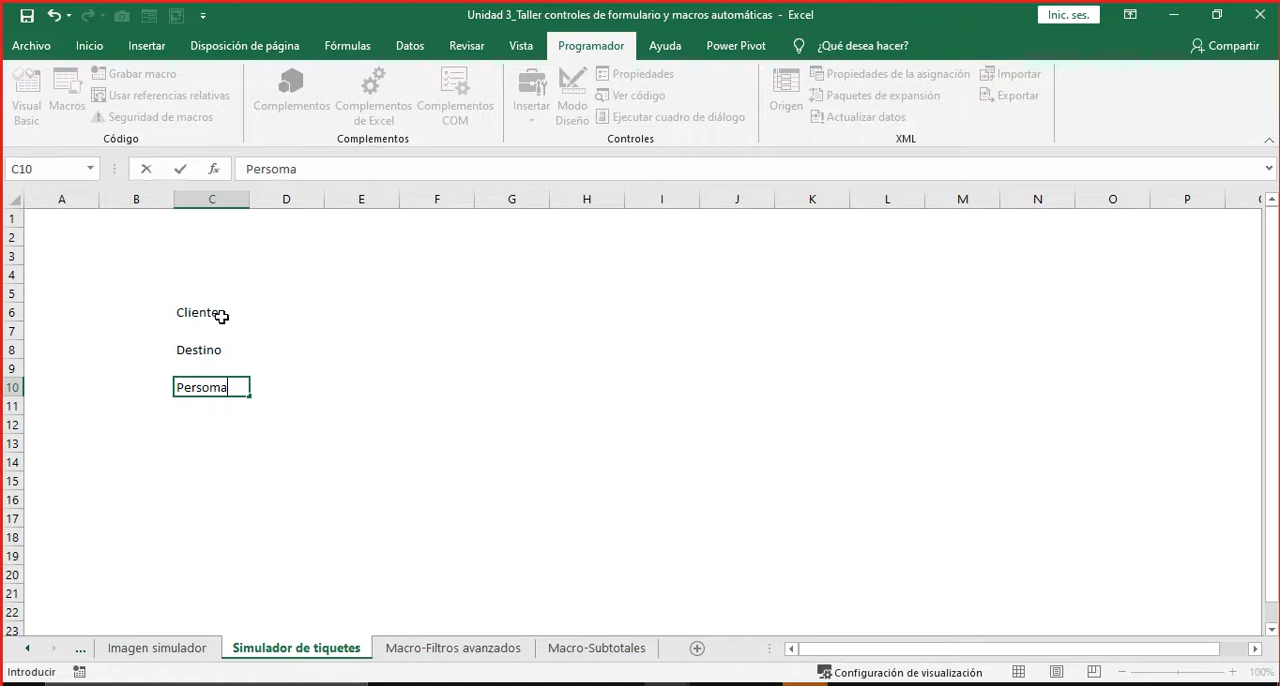 Unidad 3_Taller controles de formulario y macros automáticas - Excel
Inic. ses.
Archivo Inicio Insertar Disposición de página Fórmulas Datos Revisar Vista Programador Ayuda Power Pivot ¿Qué desea hacer? Compartir
Visual Basic
Macros
Grabar macro
Usar referencias relativas
Seguridad de macros
Código
Complementos
Complementos de Excel
Complementos COM
Complementos
Insertar
Modo Diseño
Propiedades
Ver código
Ejecutar cuadro de diálogo
Controles
Origen
Propiedades de la asignación
Paquetes de expansión
Actualizar datos
Importar
Exportar
XML
C10 fx Persoma
A B C D E F G H I J K L M N O P
1
2
3
4
5
6 Cliente
7
8 Destino
9
10 Persoma
11
12
13
14
15
16
17
18
19
20
21
22
23
... Imagen simulador Simulador de tiquetes Macro-Filtros avanzados Macro-Subtotales
Introducir Configuración de visualización 100%